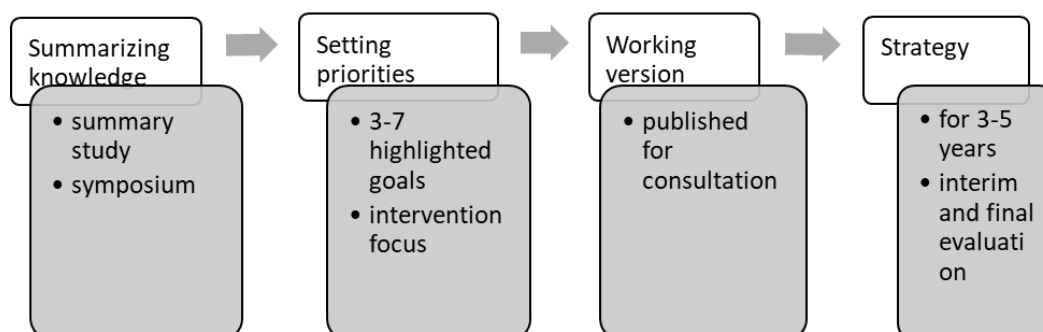 Summarizing
knowledge
• summary
study
• symposium
Setting
priorities
• 3-7
highlighted
goals
• intervention
focus
Working
version
• published
for
consultation
Strategy
• for 3-5
years
• interim
and final
evaluati
on